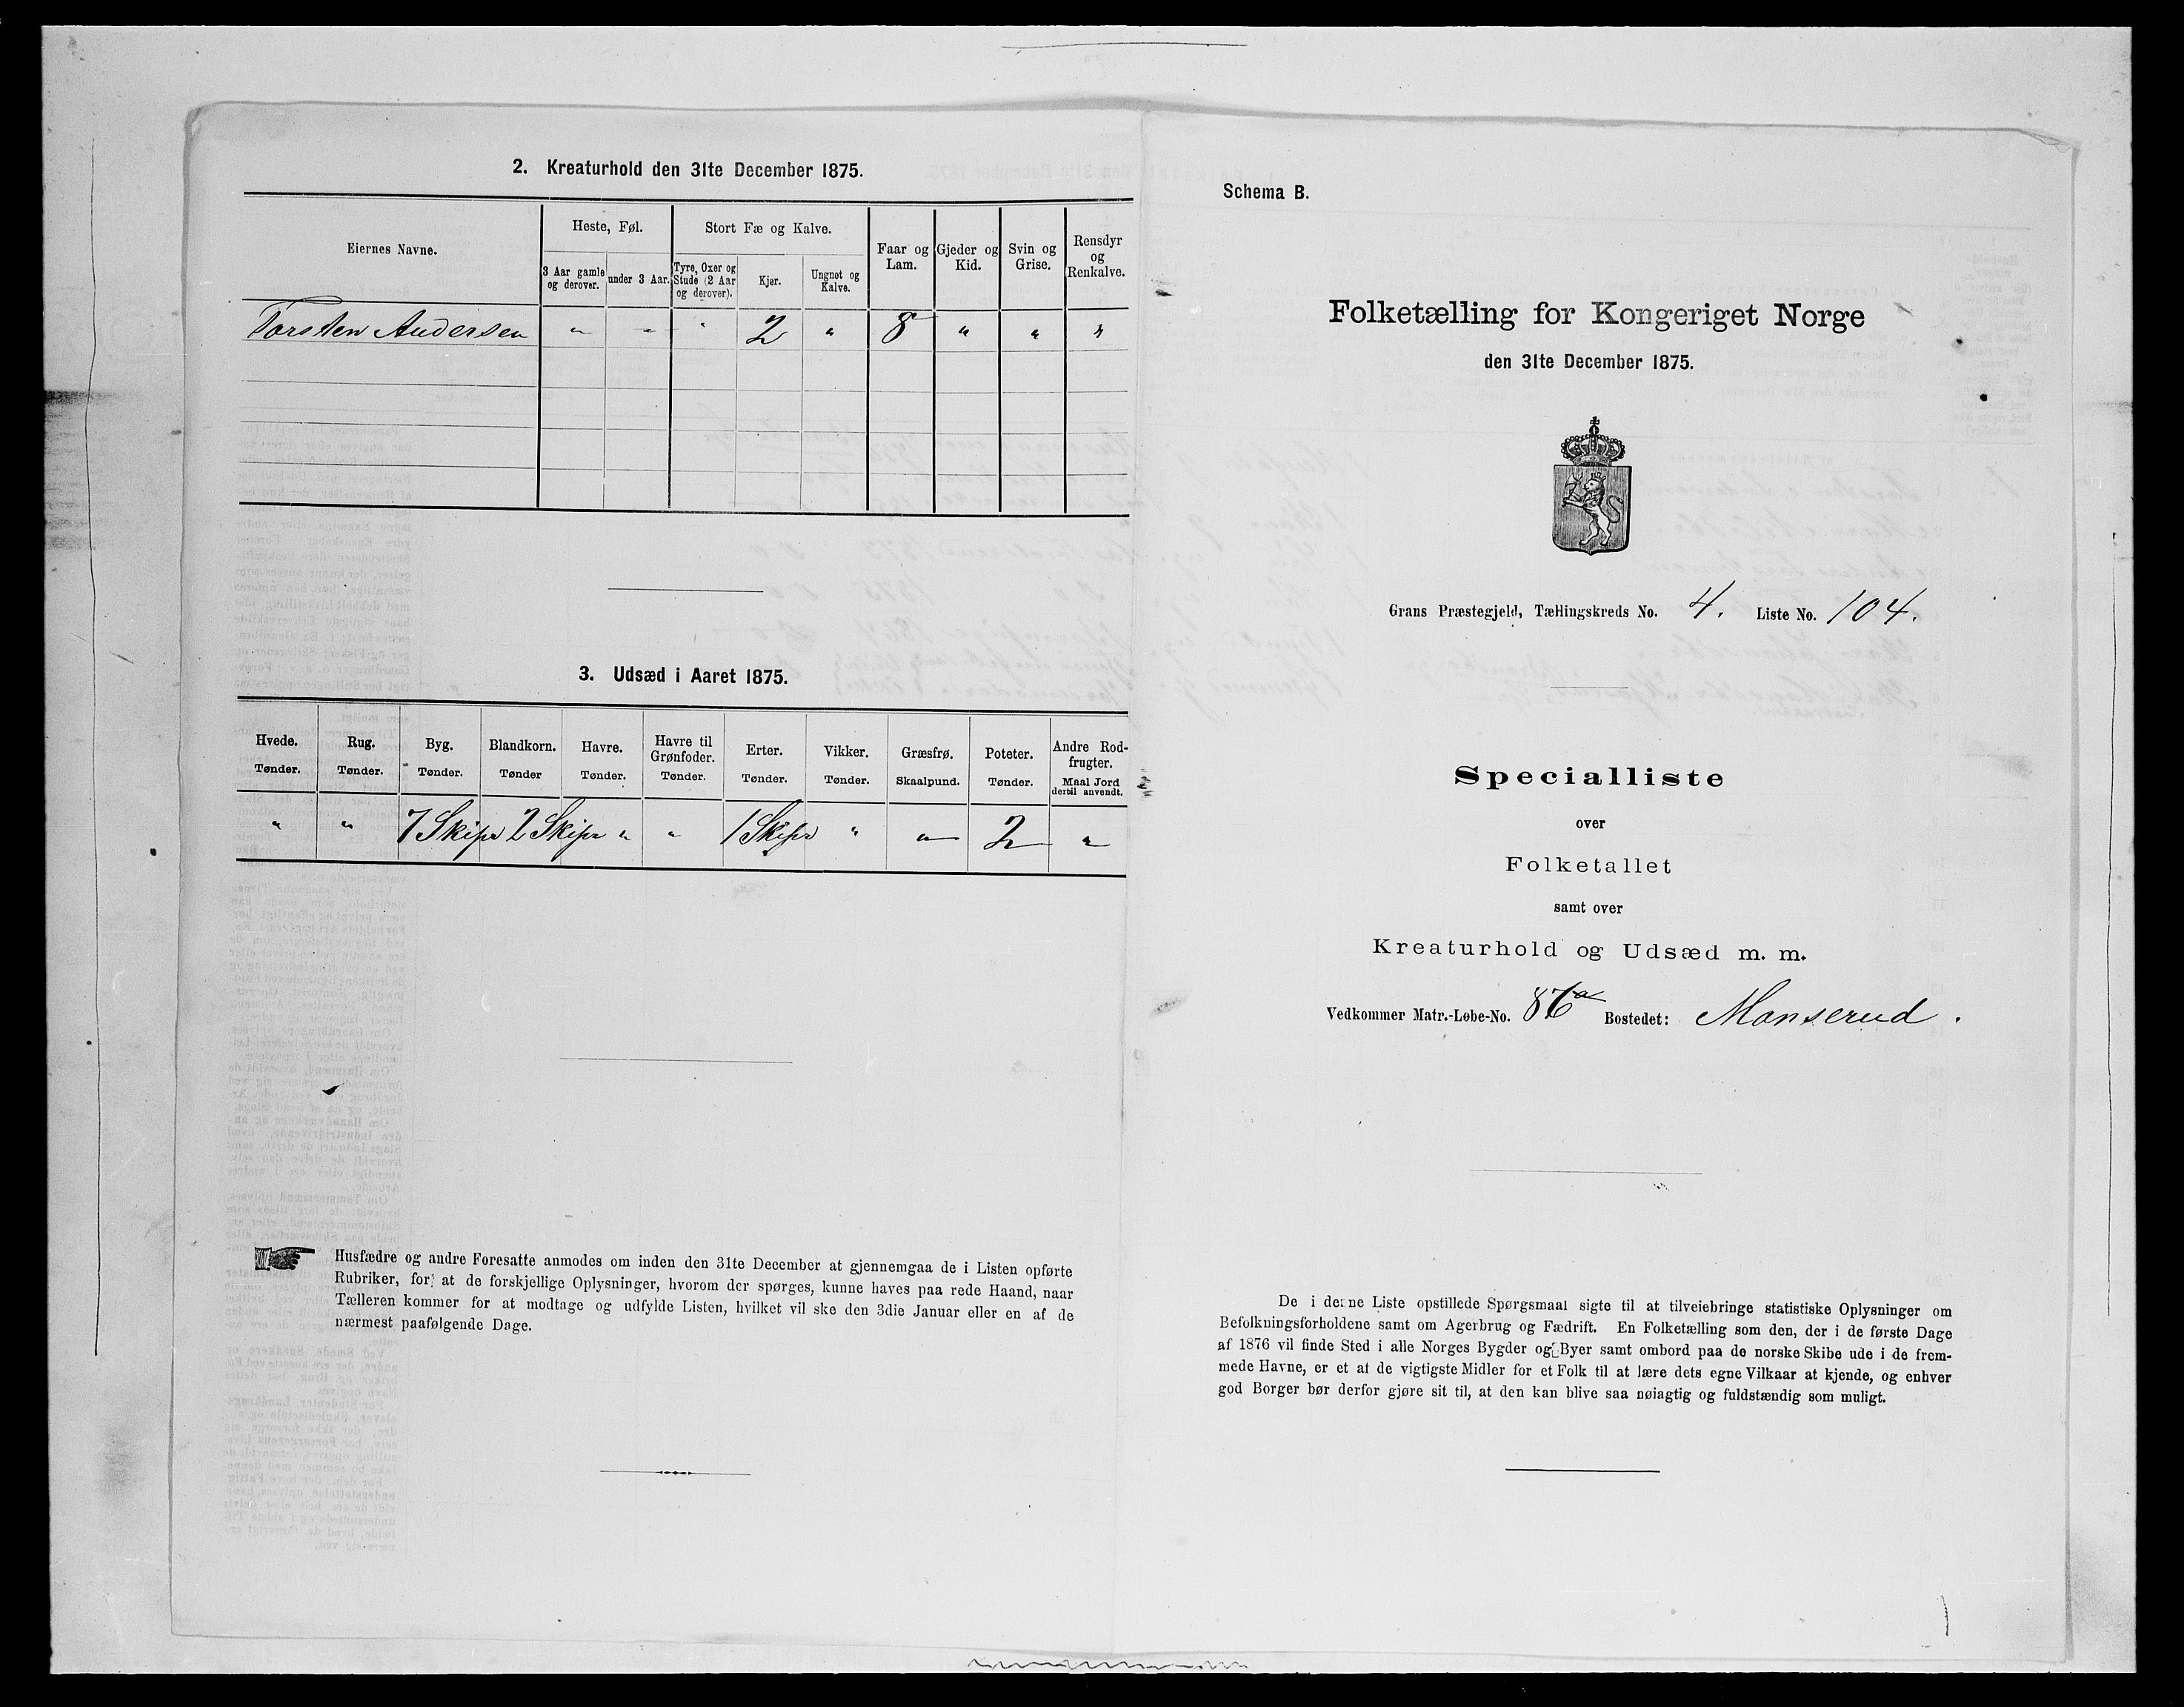 2. Kreaturhold den 31te December 1875.
Eiernes Navne.
Heste, Føl.
Stort Fæ og Kalve.
Faar og Lam.
Gjeder og Kid.
Svin og Grise.
Rensdyr og Renkalve.
3 Aar gamle og derover.
under 3 Aar.
Tyre, Oxer og Stude (2 Aar og derover).
Kjør.
Ungnøt og Kalve.
Torsten Andersen " " " 2 " 8 " " "
3. Udsæd i Aaret 1875.
Hvede. Tønder.
Rug. Tønder.
Byg. Tønder.
Blandkorn. Tønder
Havre. Tønder.
Havre til Grønfoder. Tønder.
Erter. Tønder.
Vikker. Tønder.
Græsfrø. Skaalpund.
Poteter. Tønder.
Andre Rod-frugter. Maal Jord dertil anvendt.
" " 7 Skipr 2 Skipr " " 1 Skipr " " 2 "
Husfædre og andre Foresatte anmodes om inden den 31te December at gjennemgaa de i Listen opførte
Rubriker, for at de forskjellige Oplysninger, hvorom der spørges, kunne haves paa rede Haand, naar
Tælleren kommer for at modtage og udfylde Listen, hvilket vil ske den 3die Januar eller en af de
nærmest paafølgende Dage.
Schema B.
Folketælling for Kongeriget Norge
den 31te December 1875.
Grans Præstegjeld, Tællingskreds No. 4. Liste No. 104.
Specialliste
over
Folketallet
samt over
Kreaturhold og Udsæd m. m.
Vedkommer Matr.-Løbe-No. 86a Bostedet: Monserud.
De i denne Liste opstillede Spørgsmaal sigte til at tilveiebringe statistiske Oplysninger om
Befolkningsforholdene samt om Agerbrug og Fædrift. En Folketælling som den, der i de første Dage
af 1876 vil finde Sted i alle Norges Bygder og Byer samt ombord paa de norske Skibe ude i de frem-
mede Havne, er et af de vigtigste Midler for et Folk til at lære dets egne Vilkaar at kjende, og enhver
god Borger bør derfor gjøre sit til, at den kan blive saa nøiagtig og fuldstændig som muligt.